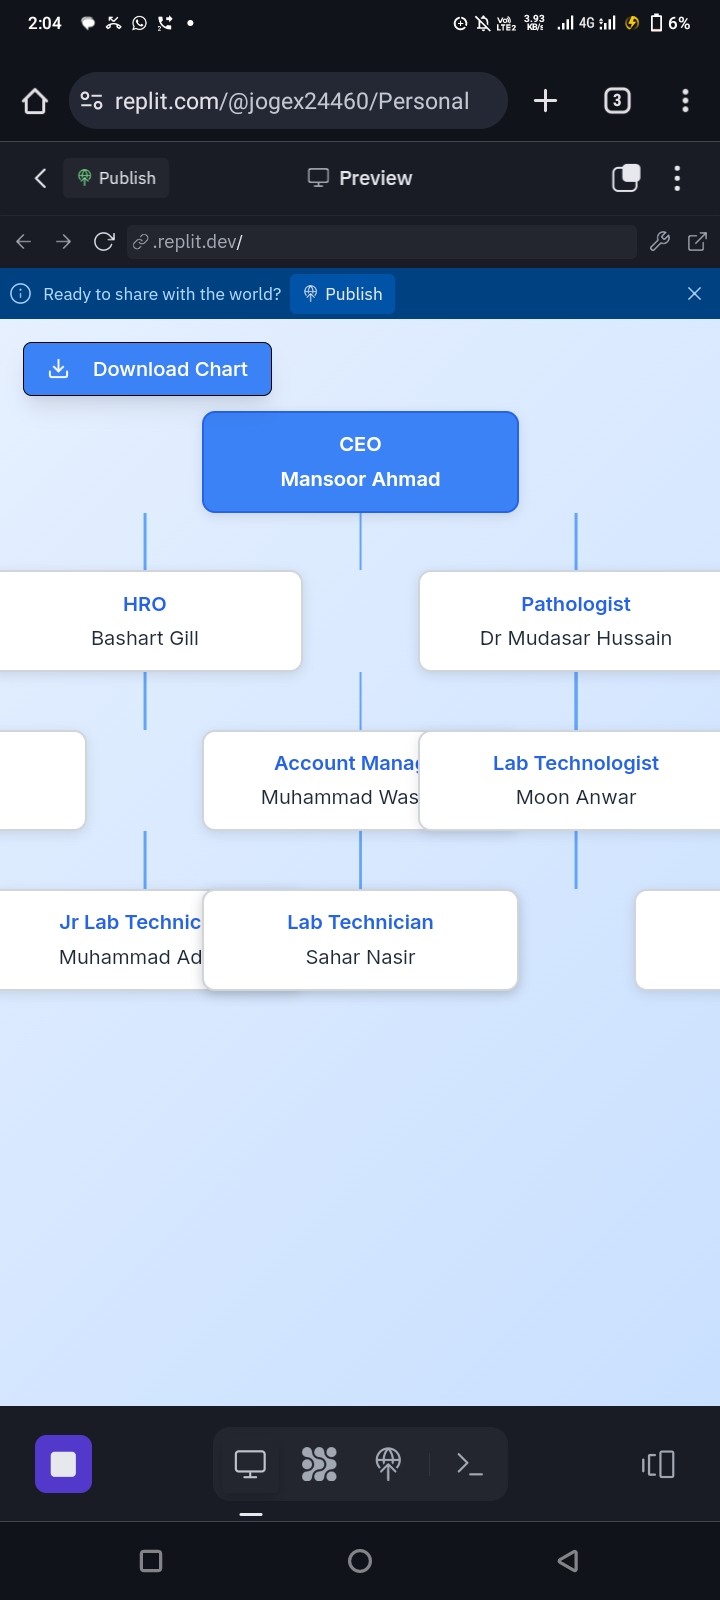 2:04
Vo))
LTE2
3.93
KB/s
4G
6%
replit.com/@jogex24460/Personal
3
Publish
Preview
.replit.dev/
Ready to share with the world?
Publish
Download Chart
CEO
Mansoor Ahmad
HRO
Bashart Gill
Pathologist
Dr Mudasar Hussain
Account Manag
Muhammad Was
Lab Technologist
Moon Anwar
Jr Lab Technic
Muhammad Ad
Lab Technician
Sahar Nasir